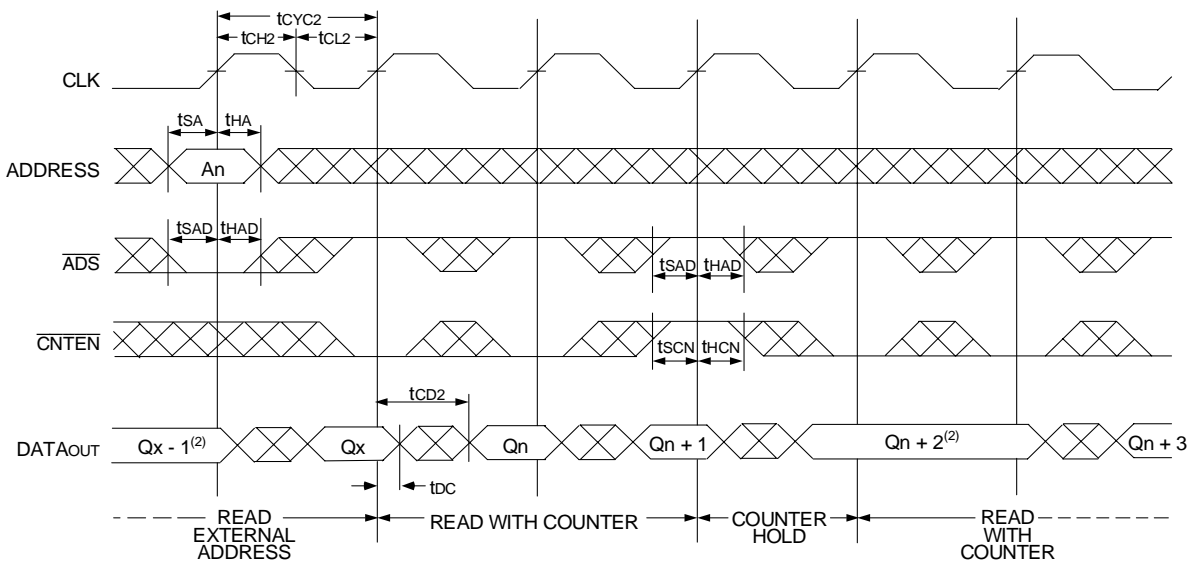 tCYC2
tCH2 tCL2
CLK
tSA tHA
ADDRESS An
tSAD tHAD
ADS tSAD tHAD
CNTEN tSCN tHCN
tCD2
DATAOUT Qx - 1(2) Qx Qn Qn + 1 Qn + 2(2) Qn + 3
tDC
READ EXTERNAL ADDRESS
READ WITH COUNTER
COUNTER HOLD
READ WITH COUNTER